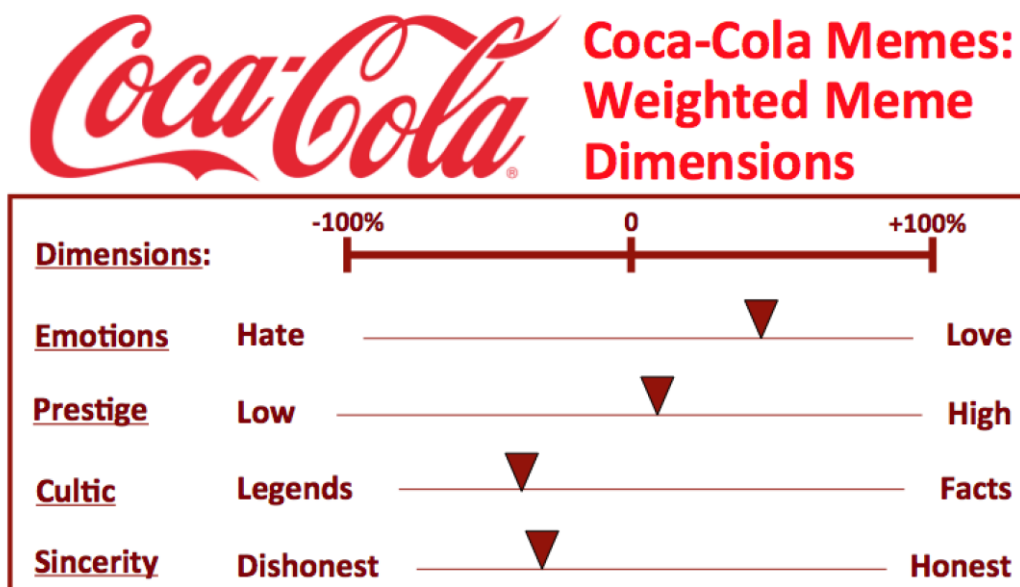 Coca-Cola®
Coca-Cola Memes:
Weighted Meme
Dimensions
-100% 0 +100%
Dimensions:
Emotions Hate Love
Prestige Low High
Cultic Legends Facts
Sincerity Dishonest Honest